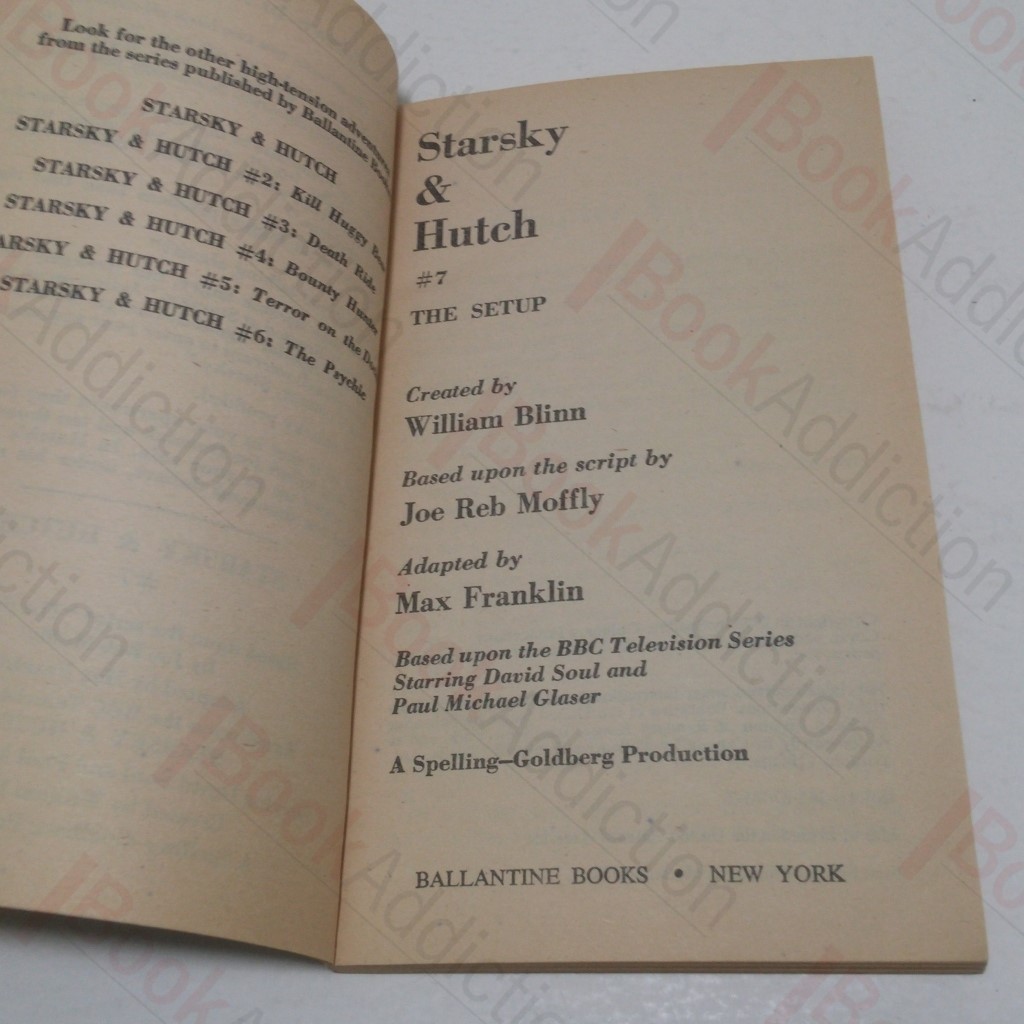 Look for the other high-tension
from the series published by Ballantine
STARSKY & HUTCH
STARSKY & HUTCH #2: Kill Huggy
STARSKY & HUTCH #3: Death Ride
STARSKY & HUTCH #4: Bounty Hunter
ARSKY & HUTCH #5: Terror on the
STARSKY & HUTCH #6: The Psychic
Starsky
&
Hutch
#7
THE SETUP
Created by
William Blinn
Based upon the script by
Joe Reb Moffly
Adapted by
Max Franklin
Based upon the BBC Television Series
Starring David Soul and
Paul Michael Glaser
A Spelling–Goldberg Production
BALLANTINE BOOKS • NEW YORK
BookAddiction